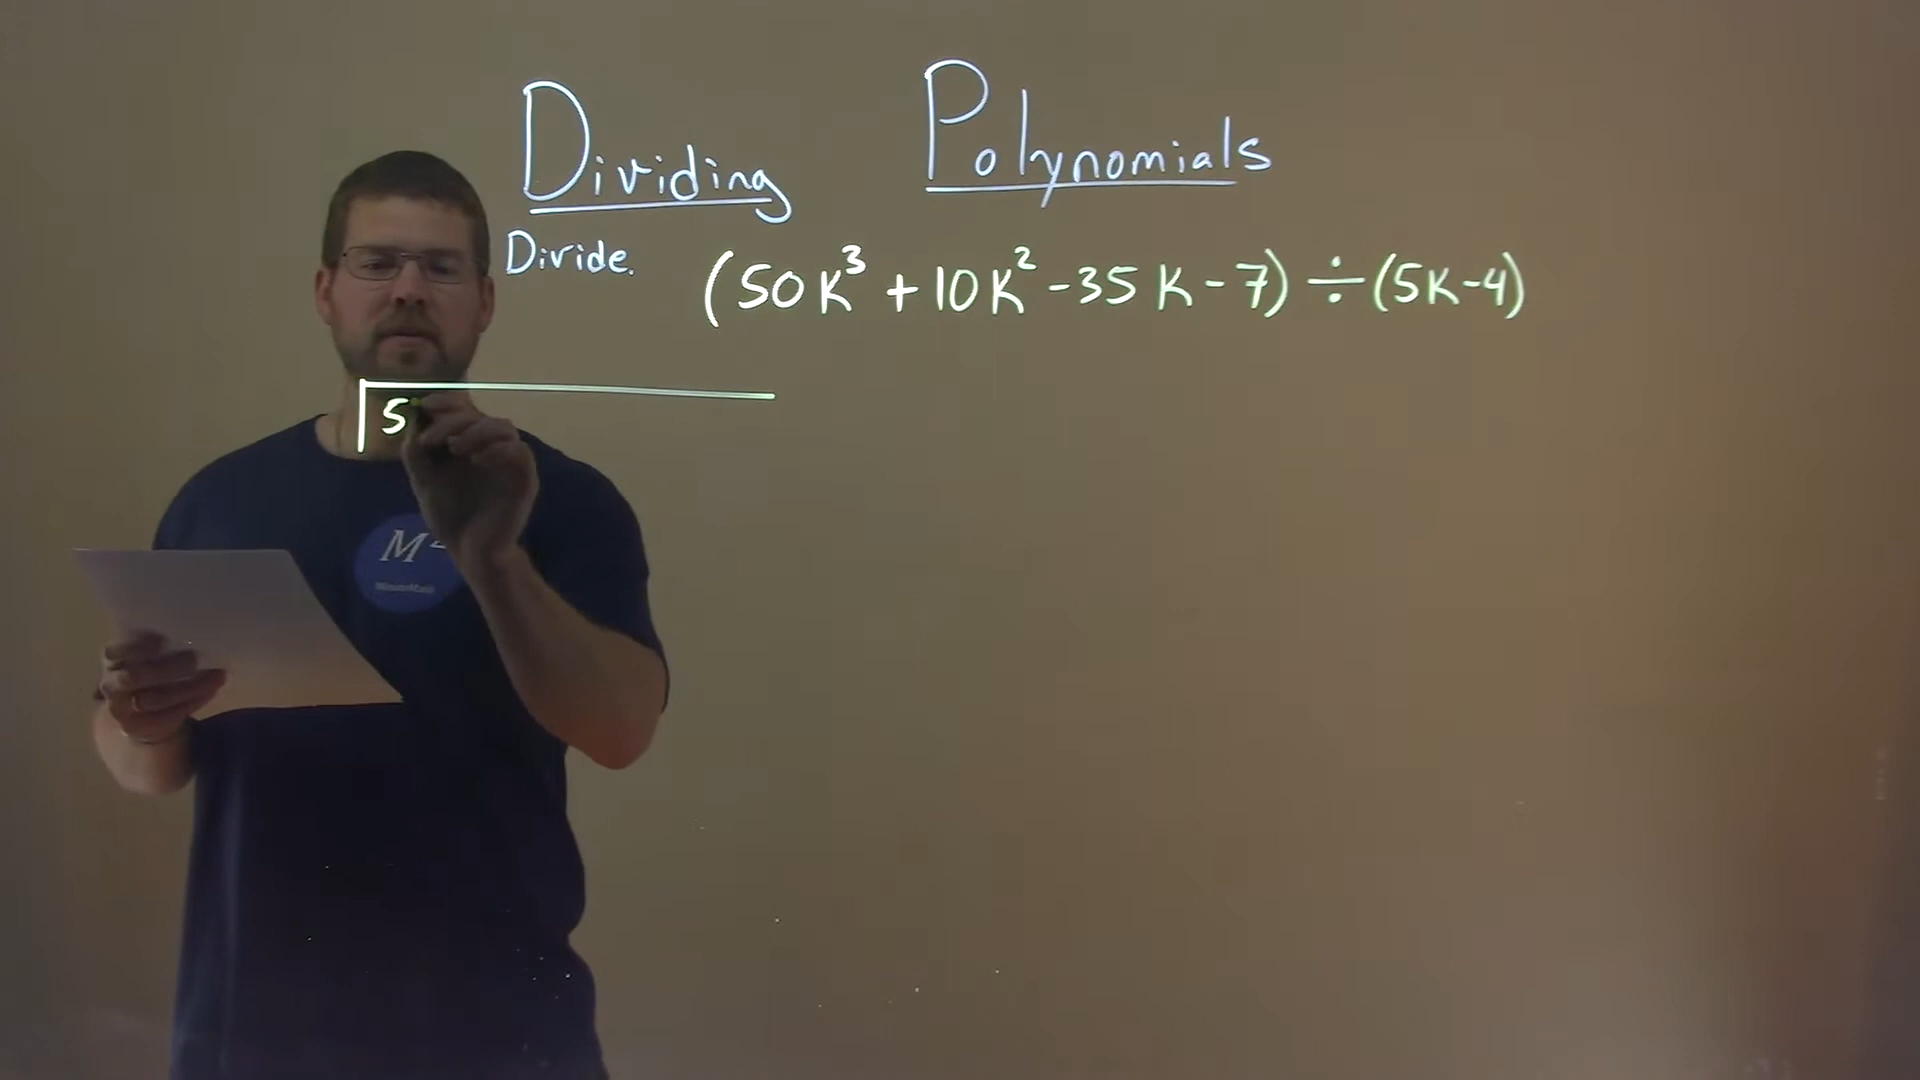 Dividing Polynomials
Divide. (50K³ + 10K² - 35K - 7) ÷ (5K - 4)
5
M